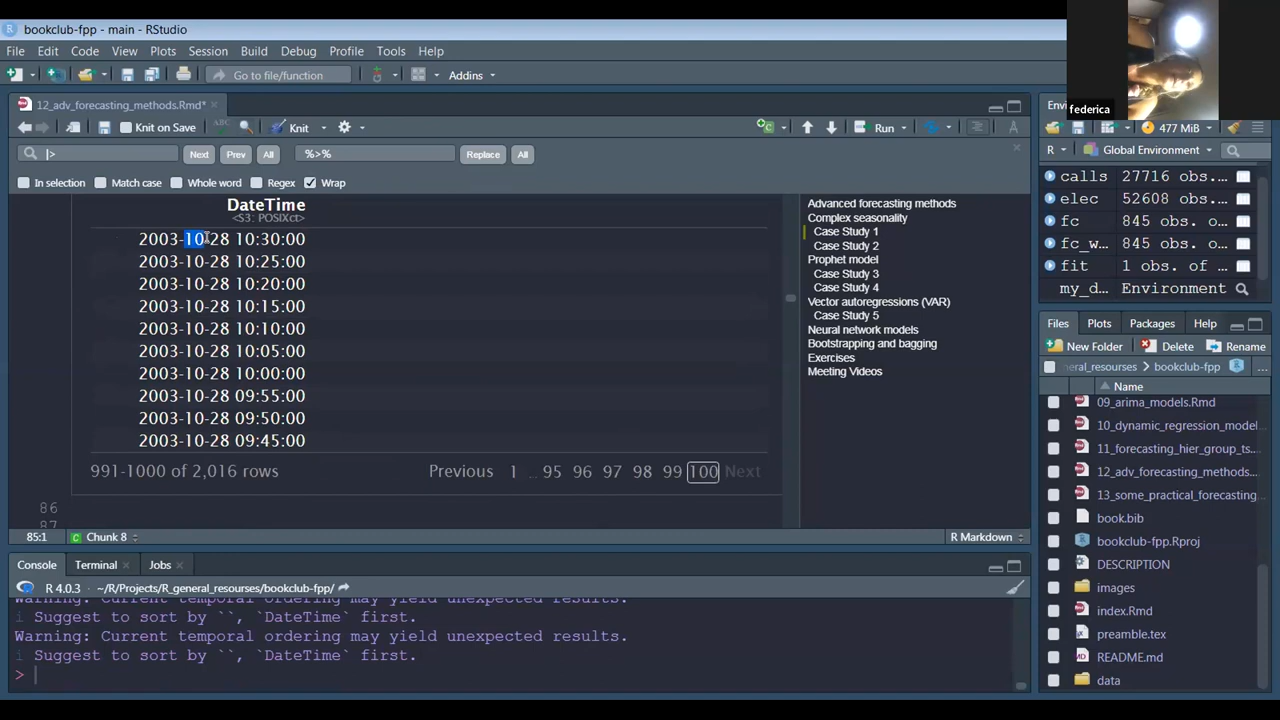 bookclub-fpp - main - RStudio
File Edit Code View Plots Session Build Debug Profile Tools Help
Go to file/function Addins
federica
12_adv_forecasting_methods.Rmd*
Knit on Save Knit Run
|> Next Prev All %>% Replace All
In selection Match case Whole word Regex Wrap
DateTime
<S3: POSIXct>
2003-10-28 10:30:00
2003-10-28 10:25:00
2003-10-28 10:20:00
2003-10-28 10:15:00
2003-10-28 10:10:00
2003-10-28 10:05:00
2003-10-28 10:00:00
2003-10-28 09:55:00
2003-10-28 09:50:00
2003-10-28 09:45:00
991-1000 of 2,016 rows Previous 1 ... 95 96 97 98 99 100 Next
86
87
85:1 Chunk 8 R Markdown
Advanced forecasting methods
Complex seasonality
Case Study 1
Case Study 2
Prophet model
Case Study 3
Case Study 4
Vector autoregressions (VAR)
Case Study 5
Neural network models
Bootstrapping and bagging
Exercises
Meeting Videos
Console Terminal Jobs
R 4.0.3 · ~/R/Projects/R_general_resourses/bookclub-fpp/
Warning: Current temporal ordering may yield unexpected results.
i Suggest to sort by ``, `DateTime` first.
Warning: Current temporal ordering may yield unexpected results.
i Suggest to sort by ``, `DateTime` first.
>
477 MiB
R Global Environment
calls 27716 obs....
elec 52608 obs....
fc 845 obs. o...
fc_w... 845 obs. o...
fit 1 obs. of ...
my_d... Environment
Files Plots Packages Help
New Folder Delete Rename
eneral_resourses > bookclub-fpp ...
Name
09_arima_models.Rmd
10_dynamic_regression_model
11_forecasting_hier_group_ts...
12_adv_forecasting_methods...
13_some_practical_forecasting
book.bib
bookclub-fpp.Rproj
DESCRIPTION
images
index.Rmd
preamble.tex
README.md
data